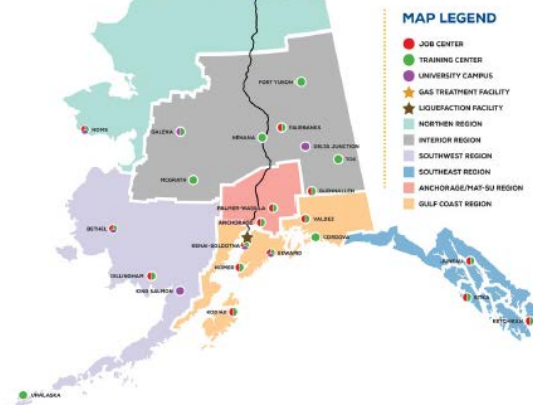 MAP LEGEND
JOB CENTER
TRAINING CENTER
UNIVERSITY CAMPUS
GAS TREATMENT FACILITY
LIQUEFACTION FACILITY
NORTHEN REGION
INTERIOR REGION
SOUTHWEST REGION
SOUTHEAST REGION
ANCHORAGE/MAT-SU REGION
GULF COAST REGION
FORT YUKON
NOME
GALENA
NENANA
FAIRBANKS
DELTA JUNCTION
TOK
MCGRATH
GLENNALLEN
PALMER-WASILLA
ANCHORAGE
VALDEZ
BETHEL
KENAI-SOLDOTNA
CORDOVA
SEWARD
HOMER
DILLINGHAM
KING SALMON
JUNEAU
SITKA
KODIAK
KETCHIKAN
UNALASKA